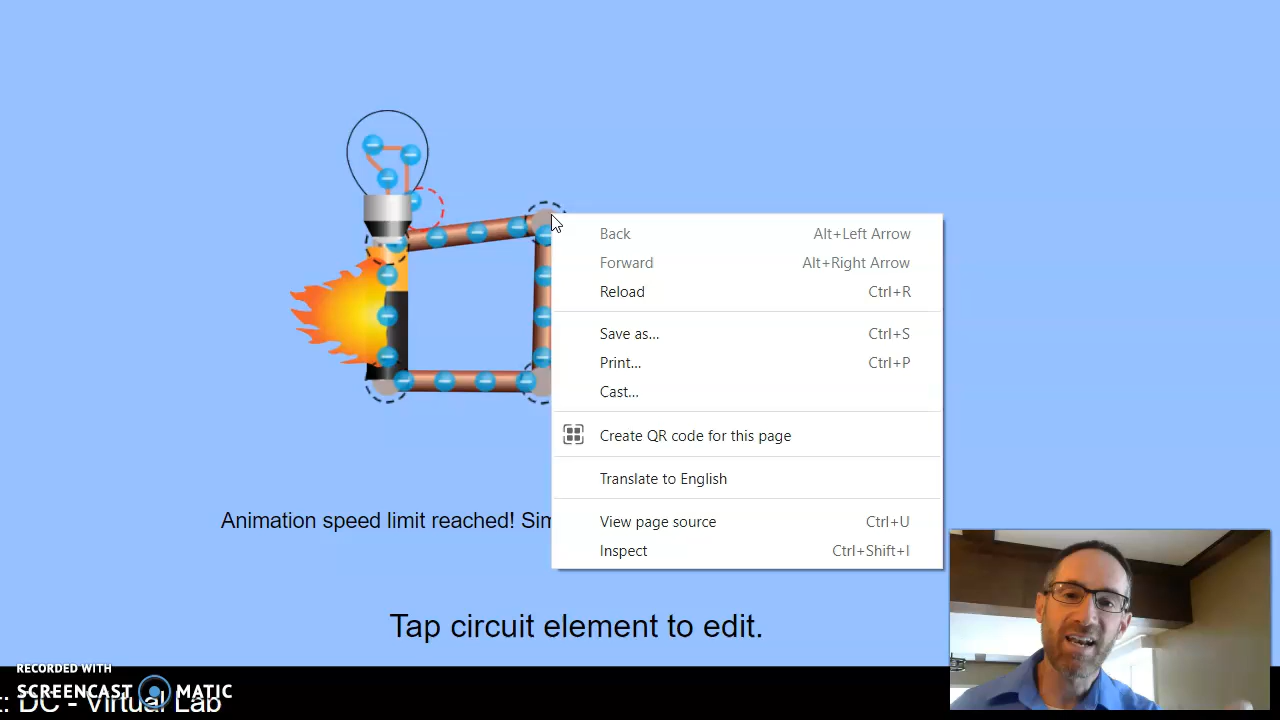 Back Alt+Left Arrow
Forward Alt+Right Arrow
Reload Ctrl+R
Save as... Ctrl+S
Print... Ctrl+P
Cast...
Create QR code for this page
Translate to English
View page source Ctrl+U
Inspect Ctrl+Shift+I
Animation speed limit reached! Sim
Tap circuit element to edit.
RECORDED WITH
SCREENCAST MATIC
t: DC - Virtual Lab